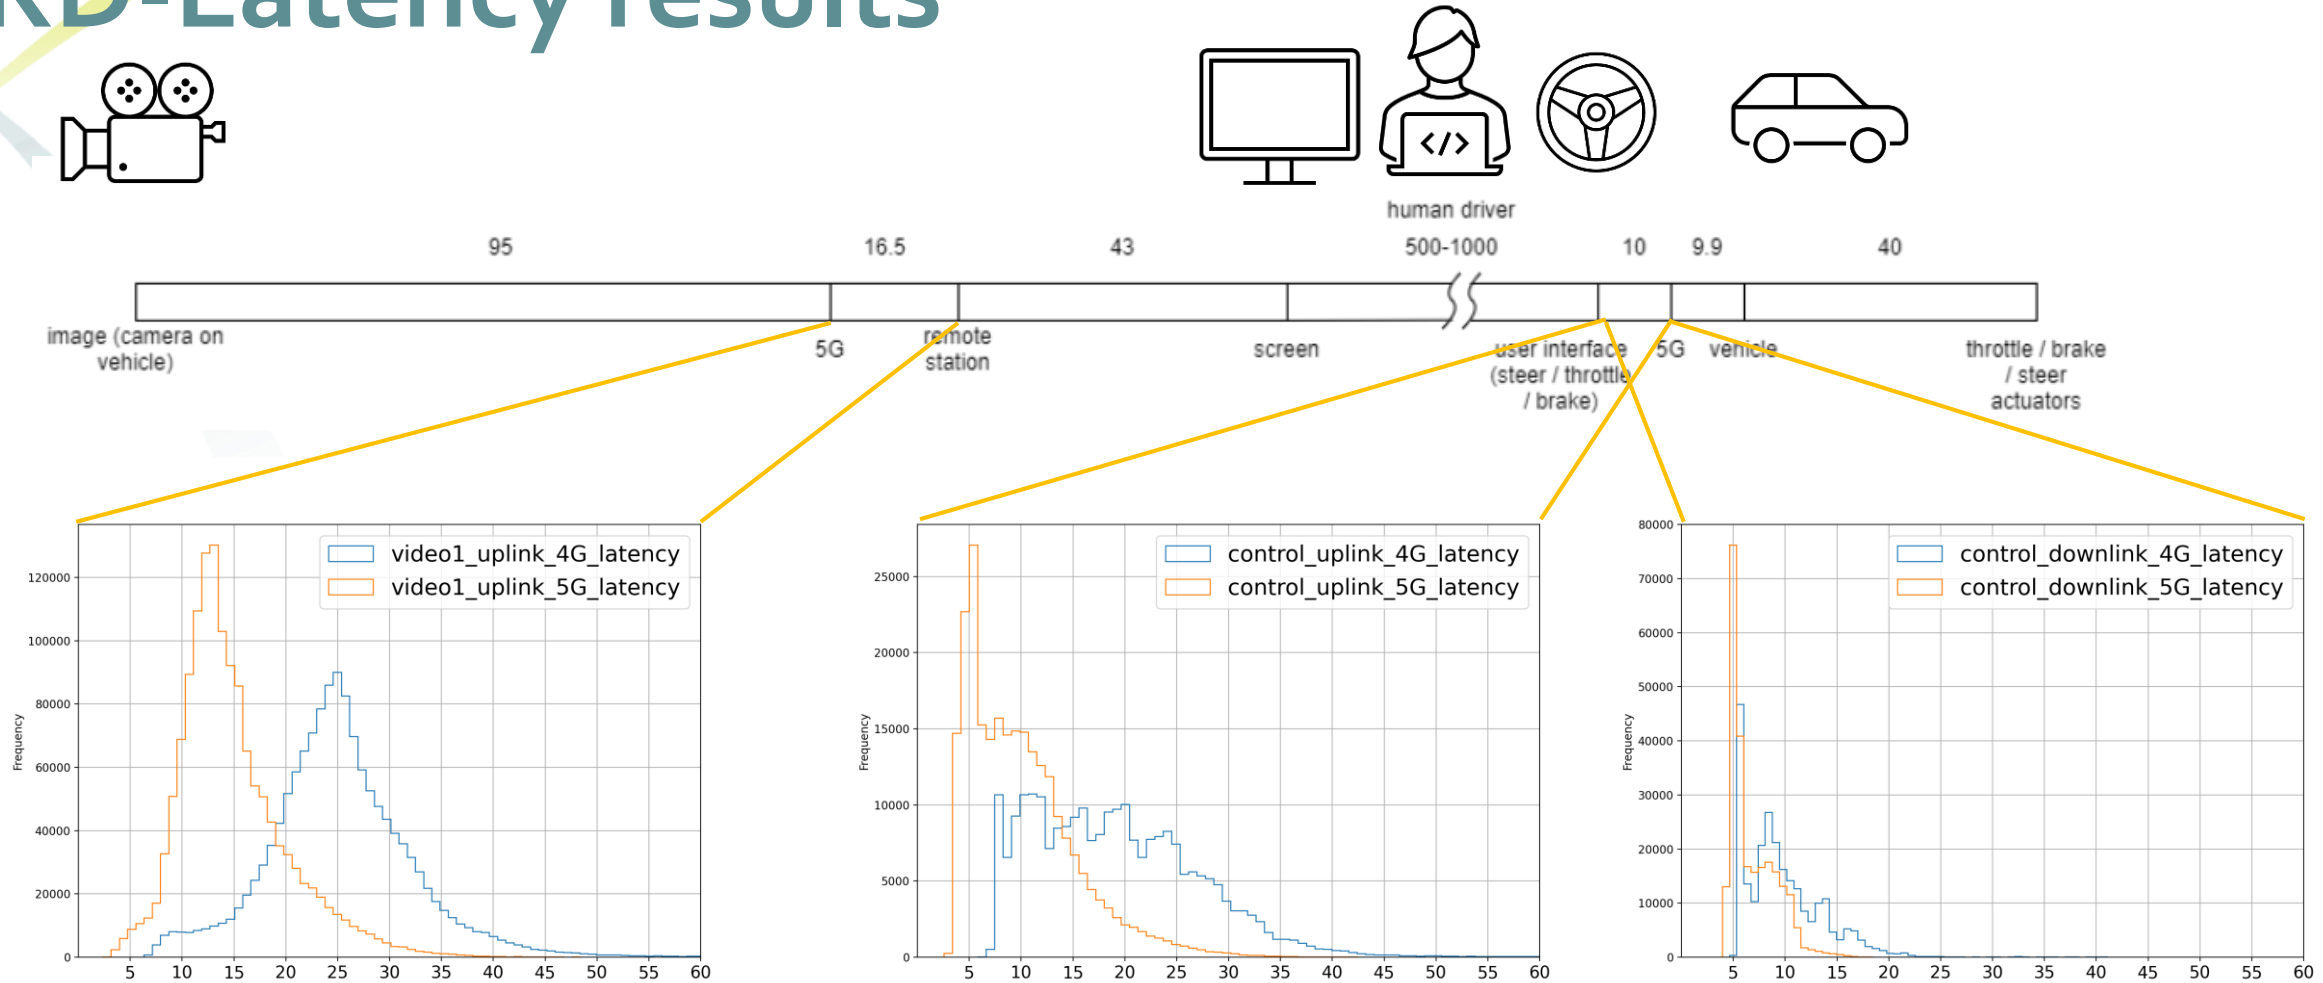 RD-Latency results
</>
human driver
95
16.5
43
500-1000
10
9.9
40
image (camera on
vehicle)
5G
remote
station
screen
user interface
(steer / throttle
/ brake)
5G
vehicle
throttle / brake
/ steer
actuators
video1_uplink_4G_latency
video1_uplink_5G_latency
Frequency
120000
100000
80000
60000
40000
20000
0
5 10 15 20 25 30 35 40 45 50 55 60
control_uplink_4G_latency
control_uplink_5G_latency
Frequency
25000
20000
15000
10000
5000
0
5 10 15 20 25 30 35 40 45 50 55 60
control_downlink_4G_latency
control_downlink_5G_latency
Frequency
80000
70000
60000
50000
40000
30000
20000
10000
0
5 10 15 20 25 30 35 40 45 50 55 60